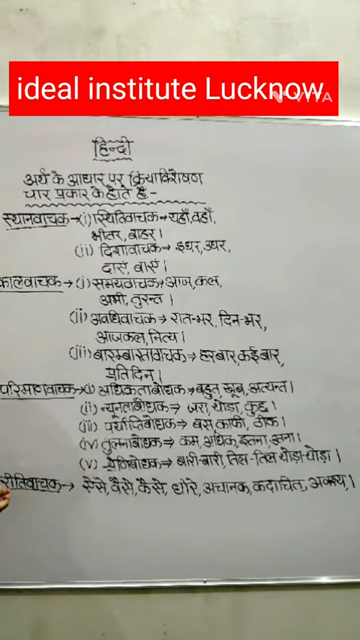 ideal institute Lucknow
VITA
हिन्दी
अर्थ के आधार पर क्रियाविशेषण
चार प्रकार के होते हैं-
स्थानवाचक→(i) स्थितिवाचक→यहाँ, वहाँ,
भीतर, बाहर।
(ii) दिशावाचक→ इधर, उधर,
दाएँ, बाएँ।
कालवाचक→(i) समयवाचक→आज, कल,
अभी, तुरन्त।
(ii) अवधिवाचक→ रात-भर, दिन-भर,
आजकल, नित्य।
(iii) बारम्बारतावाचक→ हरबार, कईबार,
प्रतिदिन।
परिमाणवाचक→(i) अधिकताबोधक→बहुत, खूब, अत्यन्त।
(ii) न्यूनताबोधक→ जरा, थोडा, कुछ।
(iii) पर्याप्तिबोधक→ बस, काफी, ठीक।
(iv) तुलनाबोधक→ कम, अधिक, इतना, उतना।
(v) श्रेणिबोधक→ बारी-बारी, तिल-तिल थोड़ा-थोड़ा।
रीतिवाचक→ ऐसे, वैसे, कैसे, धीरे, अचानक, कदाचित, अवश्य।